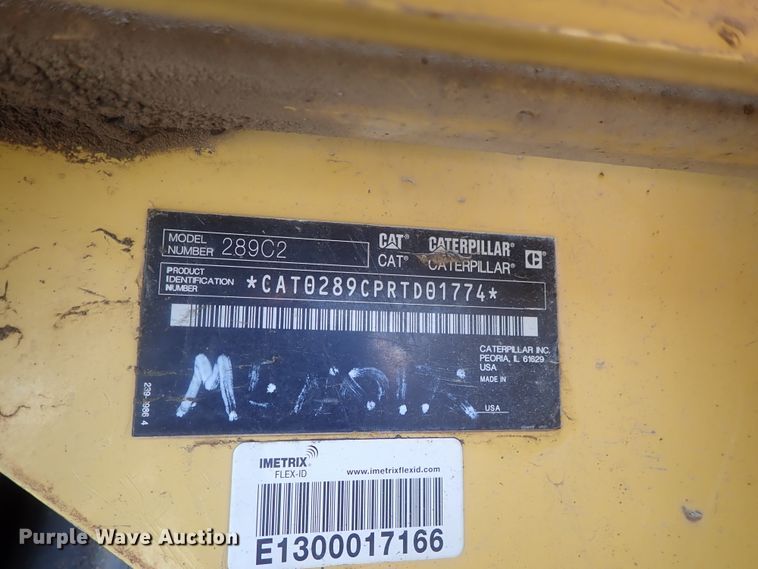 MODEL NUMBER 289C2
CAT® CATERPILLAR®
CAT® CATERPILLAR® C
PRODUCT IDENTIFICATION NUMBER *CAT0289CPRTD01774*
CATERPILLAR INC.
PEORIA, IL 61629
USA
MADE IN
USA
IMETRIX
FLEX-ID
www.imetrixflexid.com
E1300017166
Purple Wave Auction